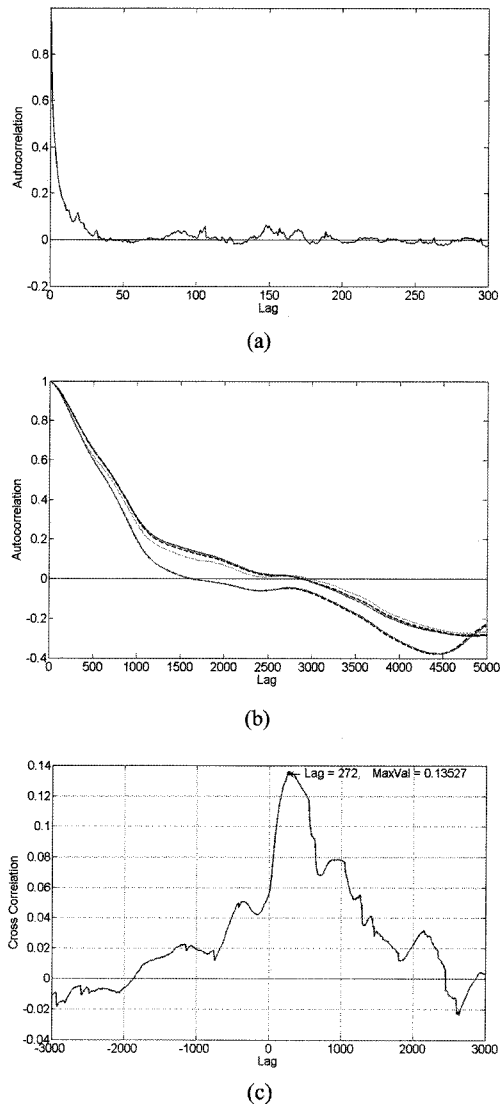 0.8
0.6
0.4
0.2
0
-0.2
Autocorrelation
0 50 100 150 200 250 300
Lag
(a)
1
0.8
0.6
0.4
0.2
0
-0.2
-0.4
Autocorrelation
0 500 1000 1500 2000 2500 3000 3500 4000 4500 5000
Lag
(b)
0.14
Lag = 272, MaxVal = 0.13527
0.12
0.1
0.08
0.06
0.04
0.02
0
-0.02
-0.04
Cross Correlation
-3000 -2000 -1000 0 1000 2000 3000
Lag
(c)